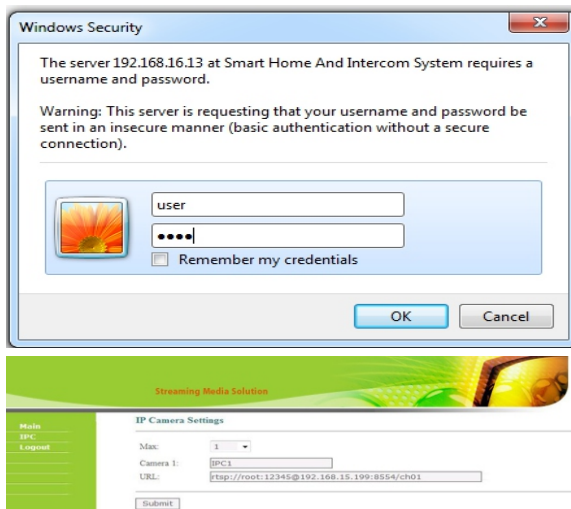 Windows Security
The server 192.168.16.13 at Smart Home And Intercom System requires a
username and password.
Warning: This server is requesting that your username and password be
sent in an insecure manner (basic authentication without a secure
connection).
user
••••
Remember my credentials
OK Cancel
Streaming Media Solution
Main
IPC
Logout
IP Camera Settings
Max: 1
Camera 1: IPC1
URL: rtsp://root:12345@192.168.15.199:8554/ch01
Submit